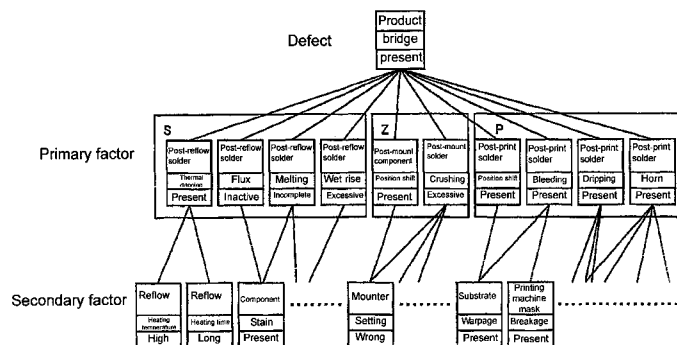 Defect
Product
bridge
present
S
Z
P
Primary factor
Post-reflow
solder
Thermal
Present
Post-reflow
solder
Flux
Inactive
Post-reflow
solder
Melting
Incomplete
Post-reflow
solder
Wet rise
Excessive
Post-mount
component
Position shift
Present
Post-mount
solder
Crushing
Excessive
Post-print
solder
Position shift
Present
Post-print
solder
Bleeding
Present
Post-print
solder
Dripping
Present
Post-print
solder
Horn
Present
Secondary factor
Reflow
Heating
temperature
High
Reflow
Heating time
Long
Component
Stain
Present
Mounter
Setting
Wrong
Substrate
Warpage
Present
Printing
machine
mask
Breakage
Present